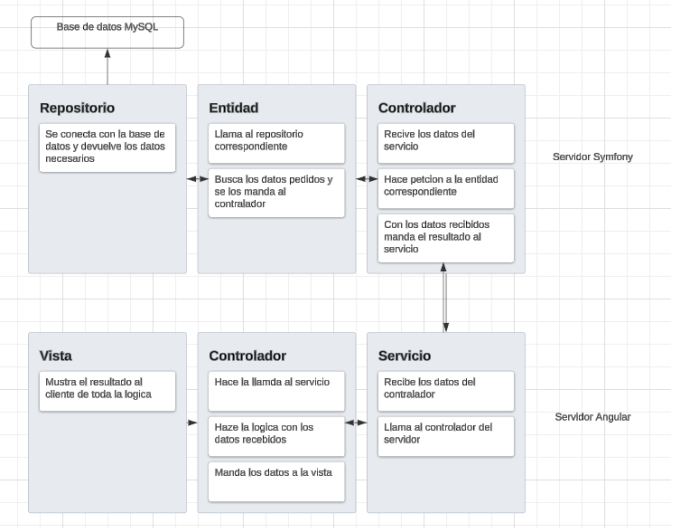 Base de datos MySQL
Repositorio
Se conecta con la base de
datos y devuelve los datos
necesarios
Entidad
Llama al repositorio
correspondiente
Busca los datos pedidos y
se los manda al
contralador
Controlador
Recive los datos del
servicio
Hace petcion a la entidad
correspondiente
Con los datos recibidos
manda el resultado al
servicio
Servidor Symfony
Vista
Mustra el resultado al
cliente de toda la logica
Controlador
Hace la llamda al servicio
Haze la logica con los
datos recebidos
Manda los datos a la vista
Servicio
Recibe los datos del
contralador
Llama al controlador del
servidor
Servidor Angular